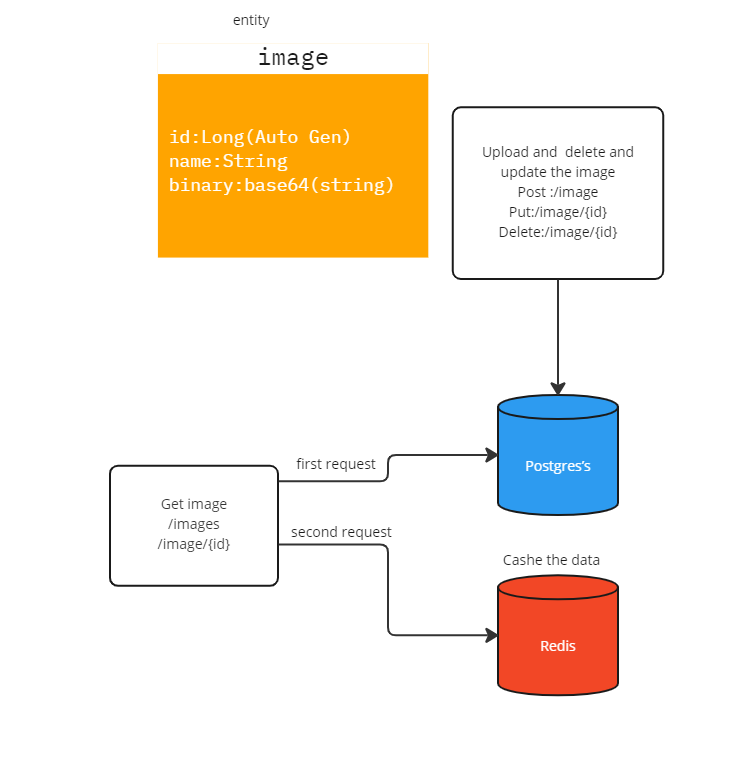 entity
image
id:Long(Auto Gen)
name:String
binary:base64(string)
Upload and  delete and
update the image
Post :/image
Put:/image/{id}
Delete:/image/{id}
Postgres’s
first request
Get image
/images
/image/{id}
second request
Cashe the data
Redis